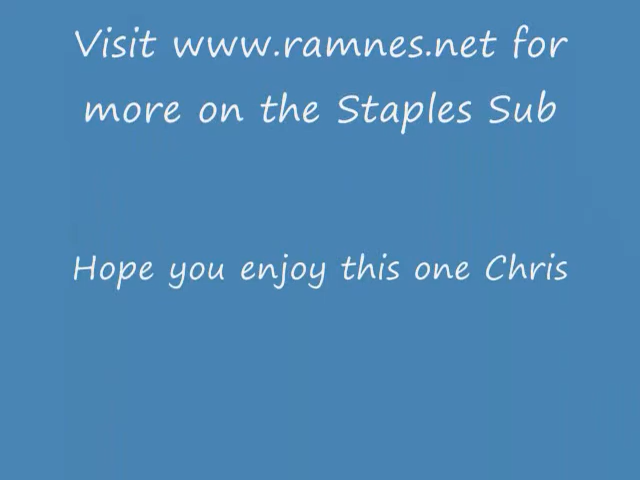 Visit www.ramnes.net for
more on the Staples Sub
Hope you enjoy this one Chris